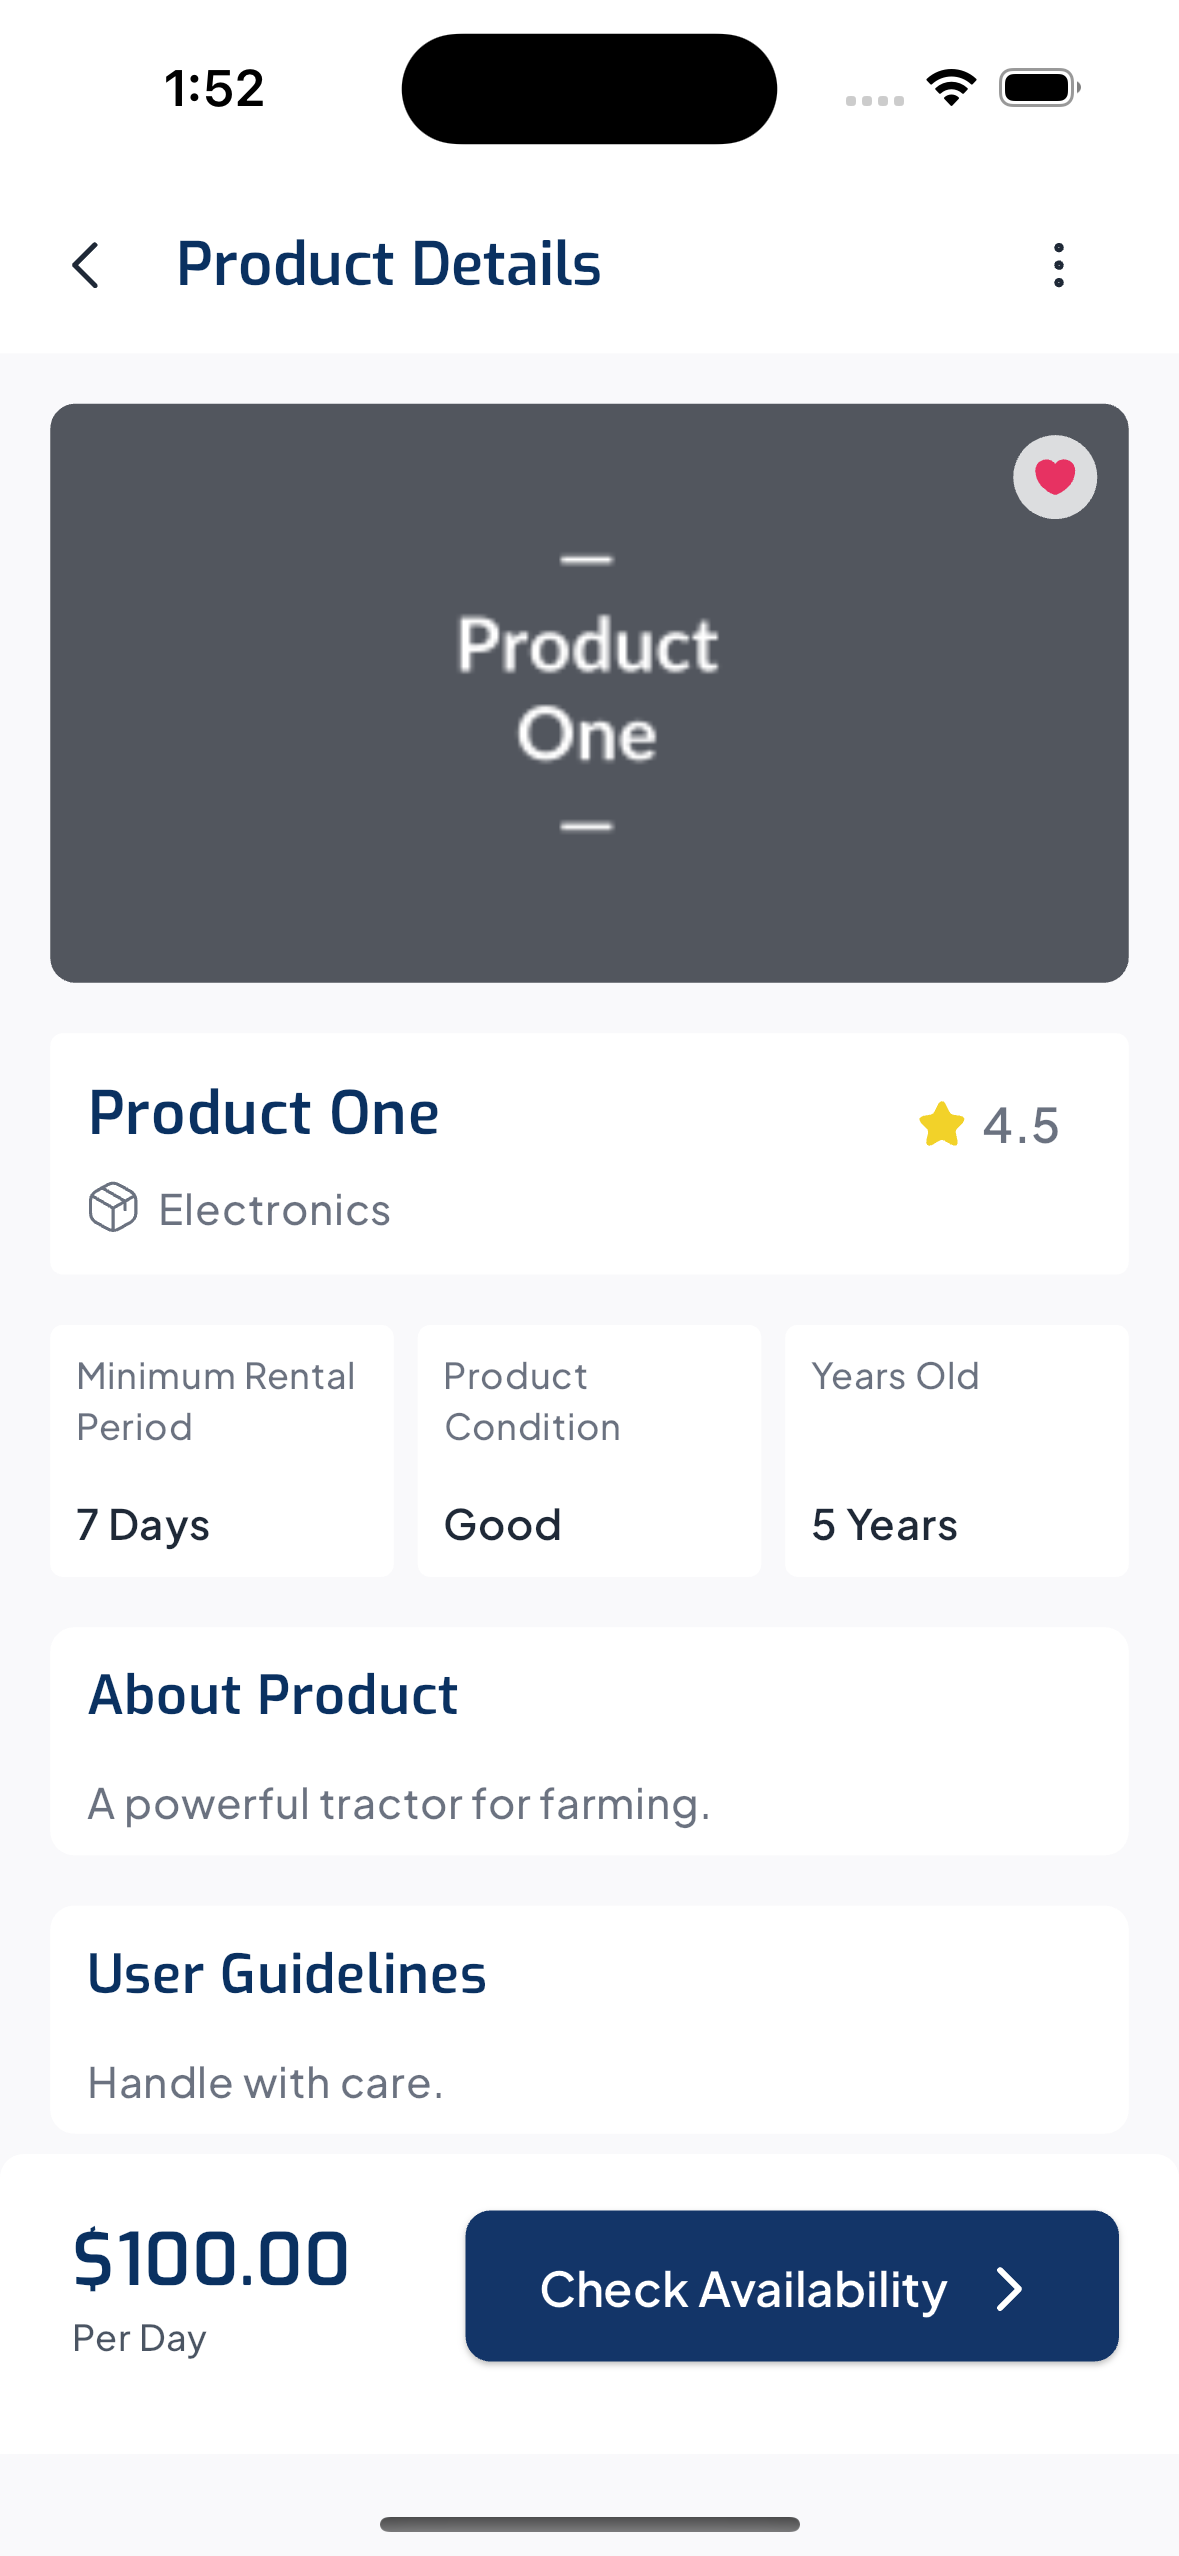 1:52
Product Details
Product
One
Product One
4.5
Electronics
Minimum Rental
Period
7 Days
Product
Condition
Good
Years Old
5 Years
About Product
A powerful tractor for farming.
User Guidelines
Handle with care.
$100.00
Per Day
Check Availability